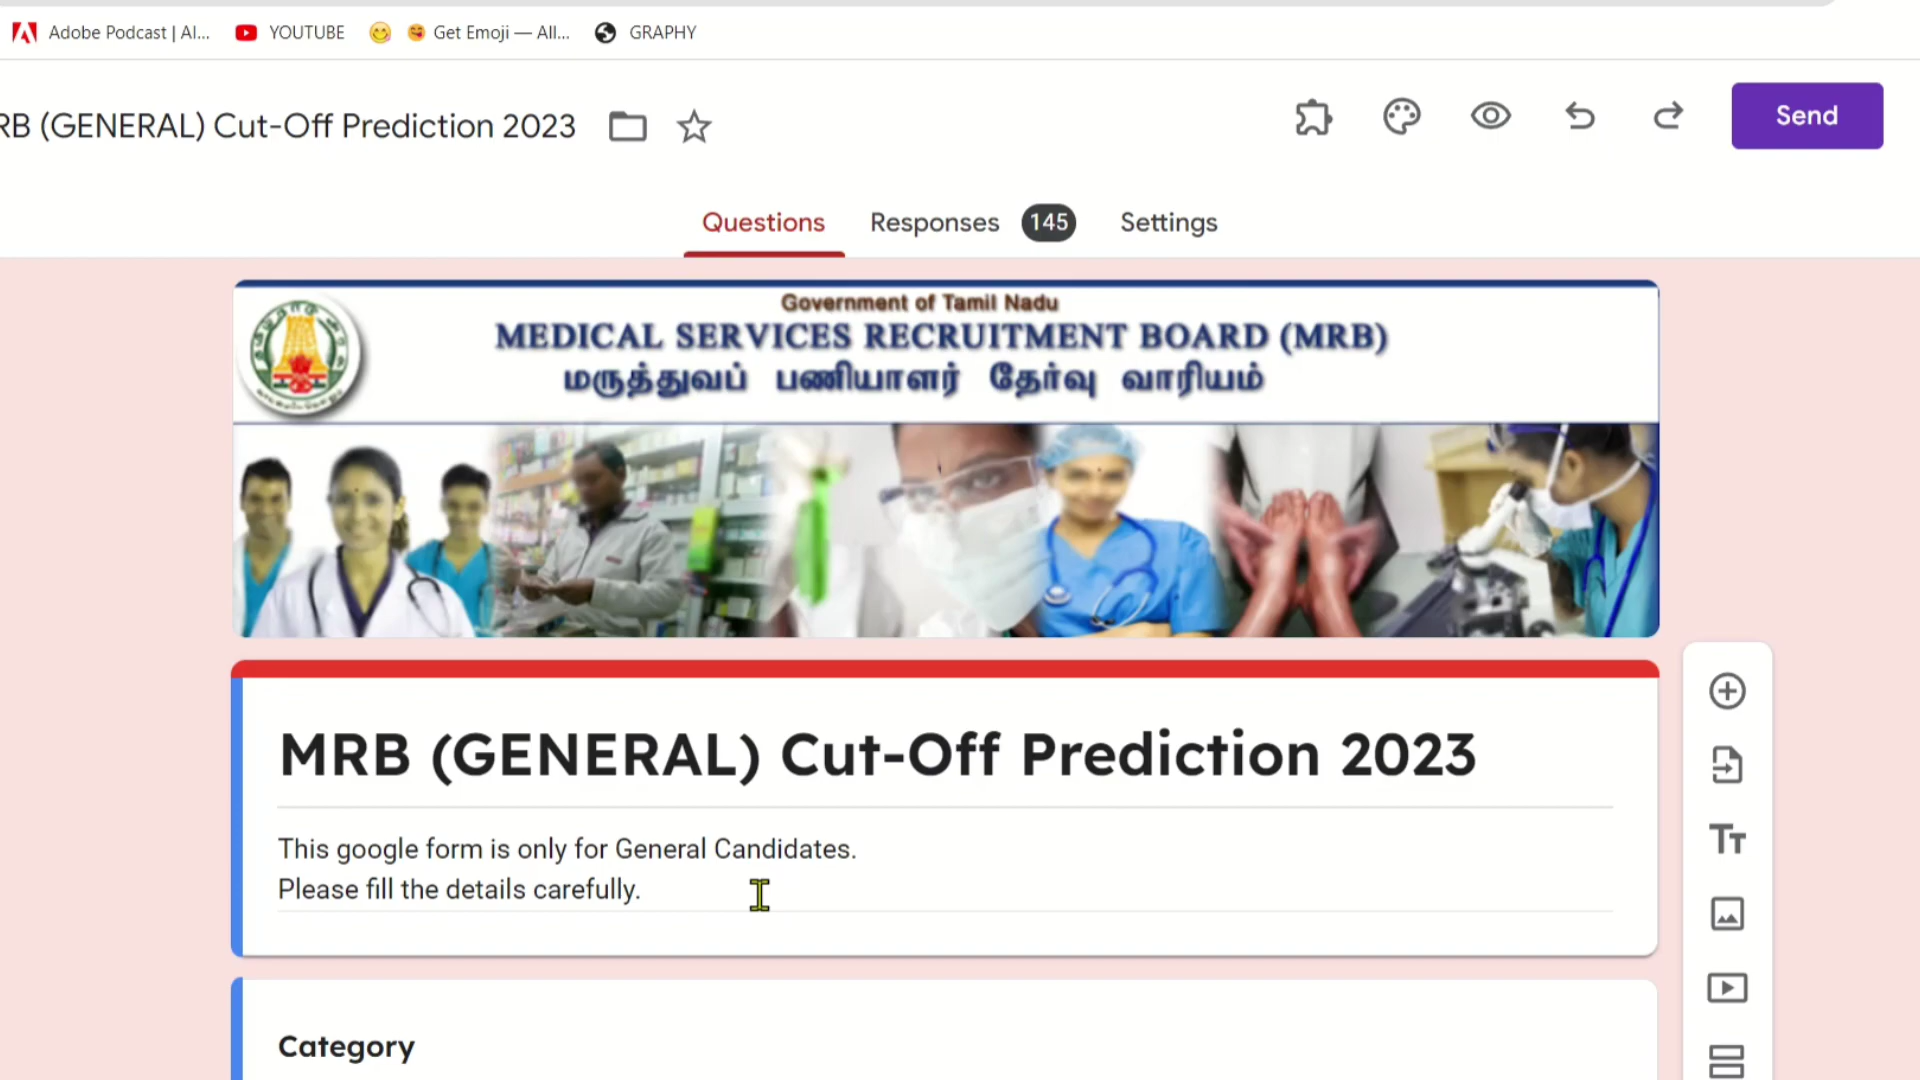 Adobe Podcast | AI...
YOUTUBE
Get Emoji — All...
GRAPHY
RB (GENERAL) Cut-Off Prediction 2023
Send
Questions
Responses 145
Settings
Government of Tamil Nadu
MEDICAL SERVICES RECRUITMENT BOARD (MRB)
மருத்துவப் பணியாளர் தேர்வு வாரியம்
MRB (GENERAL) Cut-Off Prediction 2023
This google form is only for General Candidates.
Please fill the details carefully.
Category